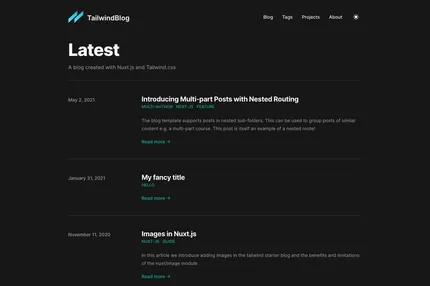 TailwindBlog
Blog Tags Projects About
Latest
A blog created with Nuxt.js and Tailwind.css
May 2, 2021
Introducing Multi-part Posts with Nested Routing
MULTI-AUTHOR NEXT-JS FEATURE
The blog template supports posts in nested sub-folders. This can be used to group posts of similar
content e.g. a multi-part course. This post is itself an example of a nested route!
Read more →
January 31, 2021
My fancy title
HELLO
Read more →
November 11, 2020
Images in Nuxt.js
NEXT-JS GUIDE
In this article we introduce adding images in the tailwind starter blog and the benefits and limitations
of the nuxt/image module
Read more →